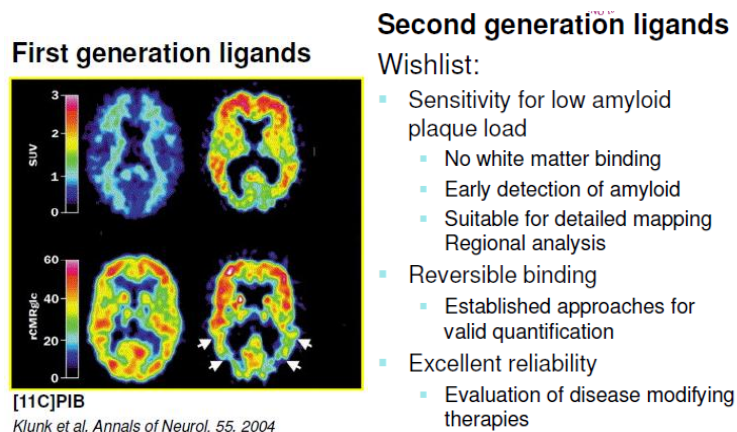 First generation ligands
3
2
1
0
SUV
60
40
20
0
rCMRglc
[11C]PIB
Klunk et al. Annals of Neurol. 55. 2004
Second generation ligands
Wishlist:
Sensitivity for low amyloid
plaque load
No white matter binding
Early detection of amyloid
Suitable for detailed mapping
Regional analysis
Reversible binding
Established approaches for
valid quantification
Excellent reliability
Evaluation of disease modifying
therapies